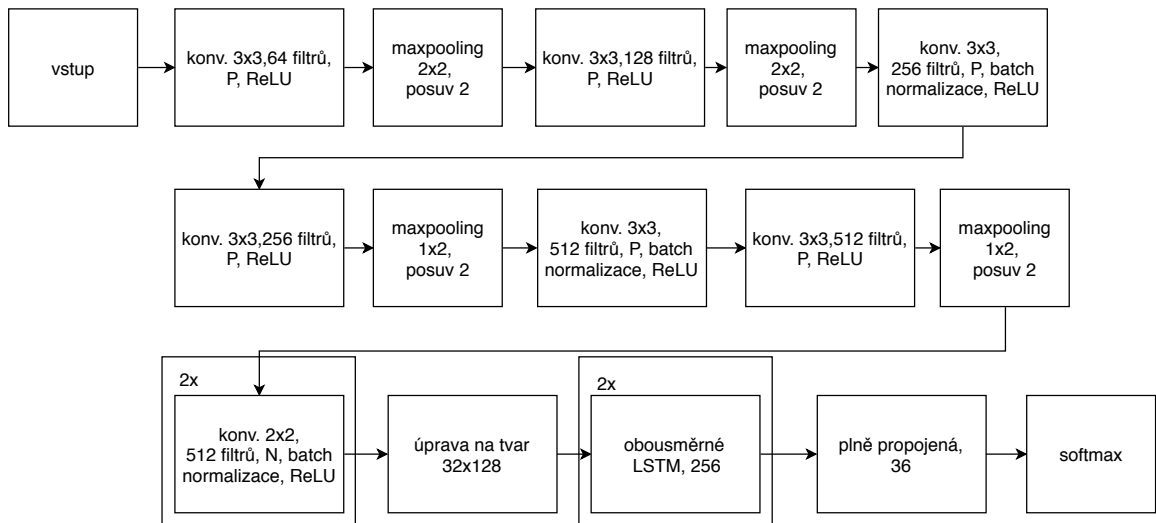 vstup
konv. 3x3,64 filtrů,
P, ReLU
maxpooling
2x2,
posuv 2
konv. 3x3,128 filtrů,
P, ReLU
maxpooling
2x2,
posuv 2
konv. 3x3,
256 filtrů, P, batch
normalizace, ReLU
konv. 3x3,256 filtrů,
P, ReLU
maxpooling
1x2,
posuv 2
konv. 3x3,
512 filtrů, P, batch
normalizace, ReLU
konv. 3x3,512 filtrů,
P, ReLU
maxpooling
1x2,
posuv 2
2x
konv. 2x2,
512 filtrů, N, batch
normalizace, ReLU
úprava na tvar
32x128
2x
obousměrné
LSTM, 256
plně propojená,
36
softmax